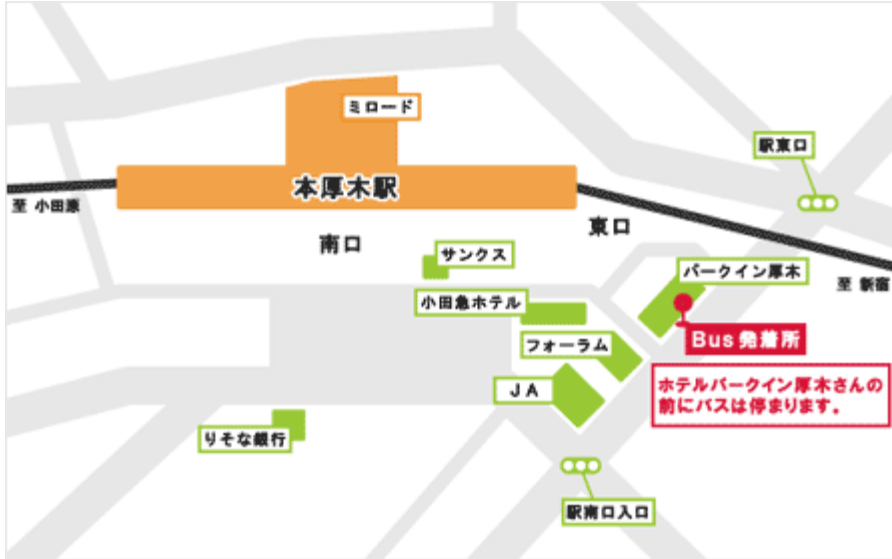 ミロード
駅東口
本厚木駅
至 小田原
南口
東口
サンクス
パークイン厚木
至 新宿
小田急ホテル
フォーラム
Bus発着所
JA
ホテルパークイン厚木さんの
前にバスは停まります。
りそな銀行
駅南口入口